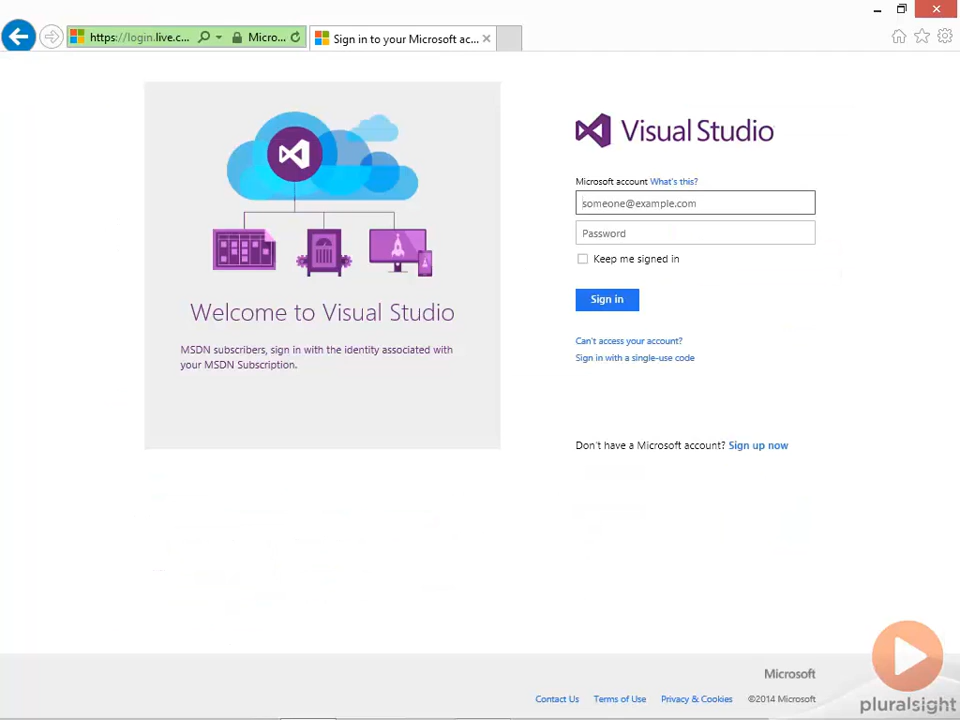 https://login.live.c...
Micro...
Sign in to your Microsoft ac...
Visual Studio
Microsoft account What's this?
someone@example.com
Password
Keep me signed in
Sign in
Welcome to Visual Studio
MSDN subscribers, sign in with the identity associated with
your MSDN Subscription.
Can't access your account?
Sign in with a single-use code
Don't have a Microsoft account? Sign up now
Microsoft
Contact Us Terms of Use Privacy & Cookies ©2014 Microsoft
pluralsight